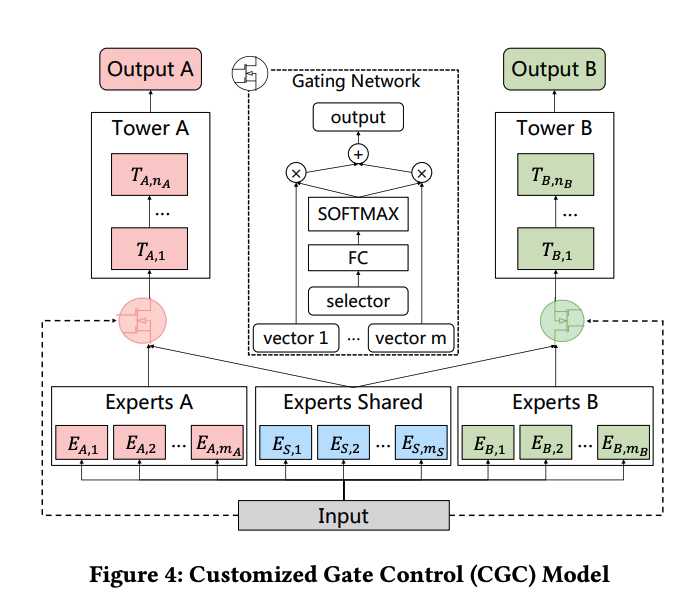 Output A
Output B
Gating Network
Tower A
Tower B
output
+
×
×
T_{A,n_A}
T_{B,n_B}
...
...
SOFTMAX
T_{A,1}
T_{B,1}
FC
selector
vector 1 ... vector m
Experts A
Experts Shared
Experts B
E_{A,1} E_{A,2} ... E_{A,m_A}
E_{S,1} E_{S,2} ... E_{S,m_S}
E_{B,1} E_{B,2} ... E_{B,m_B}
Input
Figure 4: Customized Gate Control (CGC) Model